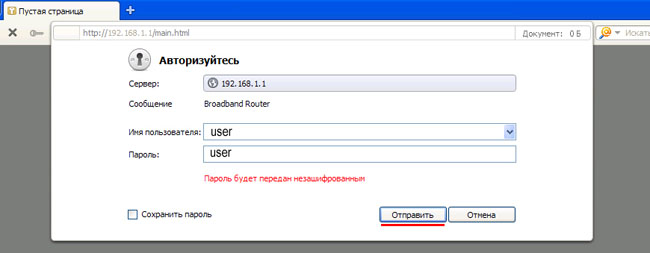 Пустая страница
http://192.168.1.1/main.html Документ: 0 Б Искать
Авторизуйтесь
Сервер: 192.168.1.1
Сообщение Broadband Router
Имя пользователя: user
Пароль: user
Пароль будет передан незашифрованным
Сохранить пароль Отправить Отмена